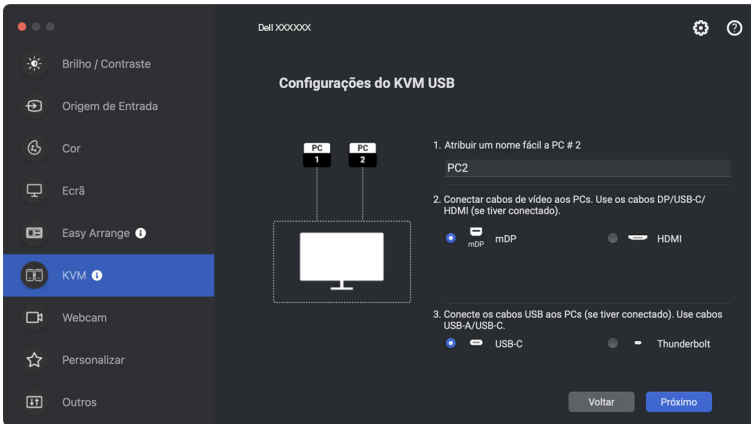 Dell XXXXXX
Brilho / Contraste
Origem de Entrada
Cor
Ecrã
Easy Arrange
KVM
Webcam
Personalizar
Outros
Configurações do KVM USB
PC
1
PC
2
1. Atribuir um nome fácil a PC # 2
PC2
2. Conectar cabos de vídeo aos PCs. Use os cabos DP/USB-C/
HDMI (se tiver conectado).
mDP
mDP
HDMI
3. Conecte os cabos USB aos PCs (se tiver conectado). Use cabos
USB-A/USB-C.
USB-C
Thunderbolt
Voltar
Próximo